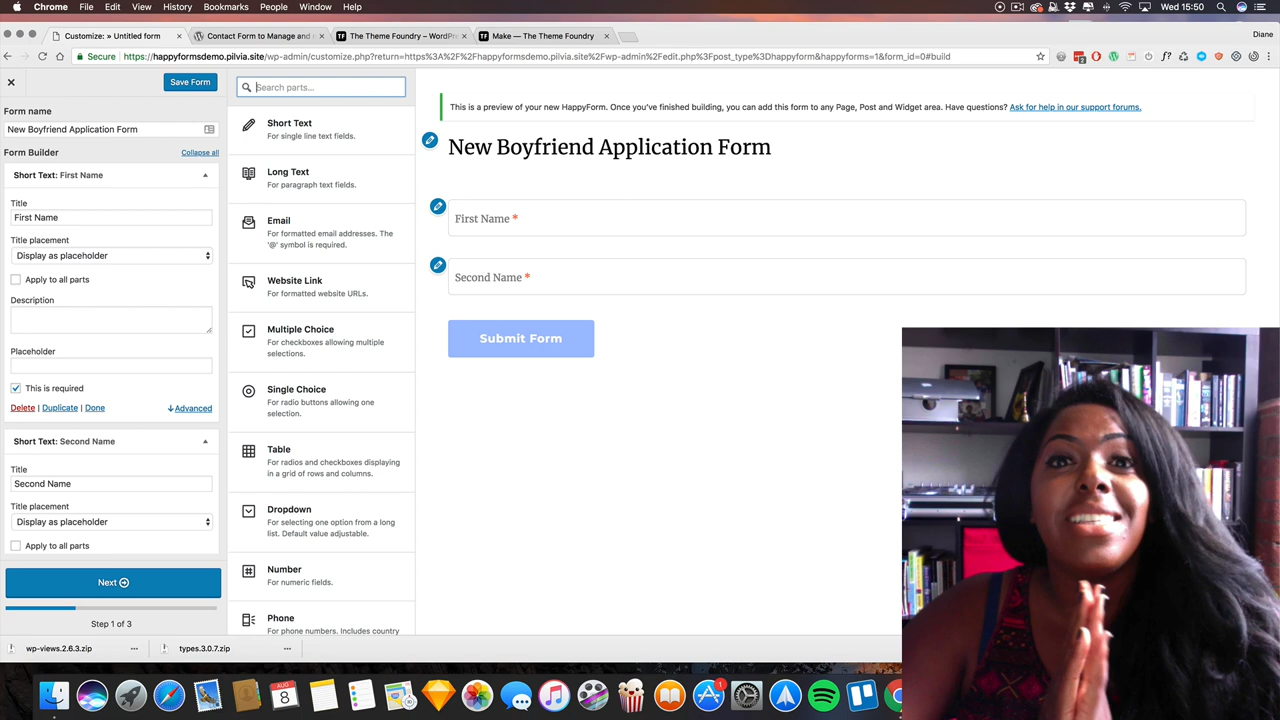 Chrome File Edit View History Bookmarks People Window Help
Wed 15:50
Customize: » Untitled form
Contact Form to Manage and
The Theme Foundry – WordPr
Make — The Theme Foundry
Diane
Secure https://happyformsdemo.pilvia.site/wp-admin/customize.php?return=https%3A%2F%2Fhappyformsdemo.pilvia.site%2Fwp-admin%2Fedit.php%3Fpost_type%3Dhappyform&happyforms=1&form_id=0#build
Save Form
Form name
New Boyfriend Application Form
Form Builder
Collapse all
Short Text: First Name
Title
First Name
Title placement
Display as placeholder
Apply to all parts
Description
Placeholder
This is required
Delete | Duplicate | Done
Advanced
Short Text: Second Name
Title
Second Name
Title placement
Display as placeholder
Apply to all parts
Next
Step 1 of 3
Search parts...
Short Text
For single line text fields.
Long Text
For paragraph text fields.
Email
For formatted email addresses. The
'@' symbol is required.
Website Link
For formatted website URLs.
Multiple Choice
For checkboxes allowing multiple
selections.
Single Choice
For radio buttons allowing one
selection.
Table
For radios and checkboxes displaying
in a grid of rows and columns.
Dropdown
For selecting one option from a long
list. Default value adjustable.
Number
For numeric fields.
Phone
For phone numbers. Includes country
This is a preview of your new HappyForm. Once you've finished building, you can add this form to any Page, Post and Widget area. Have questions? Ask for help in our support forums.
New Boyfriend Application Form
First Name *
Second Name *
Submit Form
wp-views.2.6.3.zip
types.3.0.7.zip
AUG
8
1